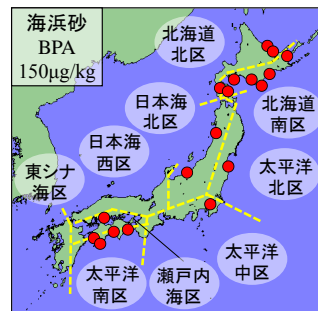 海浜砂
BPA
150μg/kg
北海道
北区
日本海
北区
北海道
南区
日本海
西区
東シナ
海区
太平洋
北区
太平洋
中区
太平洋
南区
瀬戸内
海区